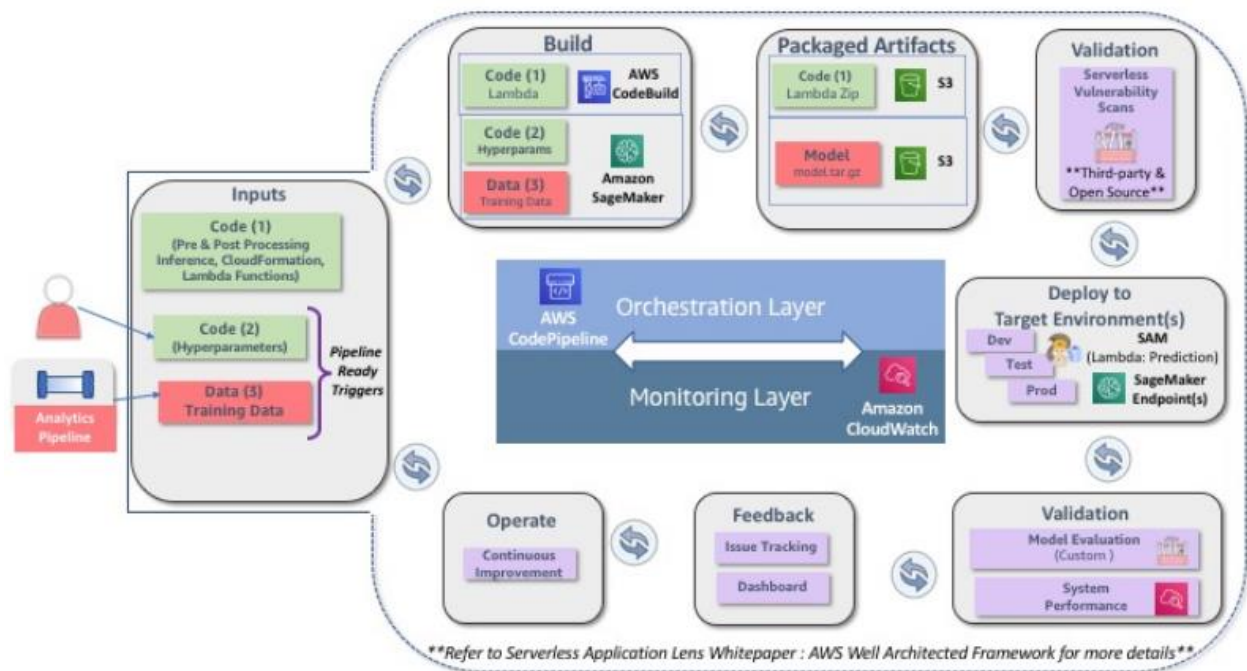 Build
Code (1)
Lambda
AWS
CodeBuild
Code (2)
Hyperparams
Data (3)
Training Data
Amazon
SageMaker
Packaged Artifacts
Code (1)
Lambda Zip
S3
Model
model.tar.gz
S3
Validation
Serverless
Vulnerability
Scans
**Third-party &
Open Source**
Inputs
Code (1)
(Pre & Post Processing
Inference, CloudFormation,
Lambda Functions)
Code (2)
(Hyperparameters)
Data (3)
Training Data
Pipeline
Ready
Triggers
Analytics
Pipeline
AWS
CodePipeline
Orchestration Layer
Monitoring Layer
Amazon
CloudWatch
Deploy to
Target Environment(s)
Dev
Test
Prod
SAM
(Lambda: Prediction)
SageMaker
Endpoint(s)
Operate
Continuous
Improvement
Feedback
Issue Tracking
Dashboard
Validation
Model Evaluation
(Custom )
System
Performance
**Refer to Serverless Application Lens Whitepaper : AWS Well Architected Framework for more details**